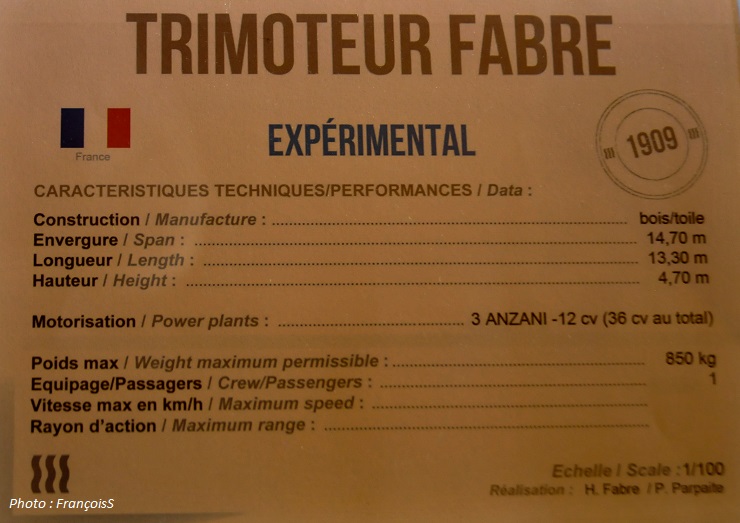 TRIMOTEUR FABRE
France
EXPÉRIMENTAL
1909
CARACTERISTIQUES TECHNIQUES/PERFORMANCES / Data :
Construction / Manufacture : bois/toile
Envergure / Span : 14,70 m
Longueur / Length : 13,30 m
Hauteur / Height : 4,70 m
Motorisation / Power plants : 3 ANZANI -12 cv (36 cv au total)
Poids max / Weight maximum permissible : 850 kg
Equipage/Passagers / Crew/Passengers : 1
Vitesse max en km/h / Maximum speed :
Rayon d'action / Maximum range :
Echelle / Scale :1/100
Réalisation : H. Fabre / P. Parpaite
Photo : FrançoisS